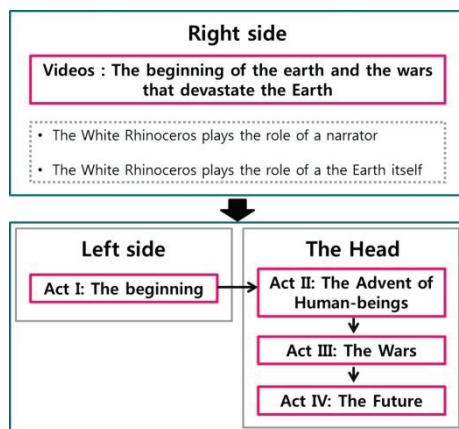 Right side
Videos : The beginning of the earth and the wars
that devastate the Earth
• The White Rhinoceros plays the role of a narrator
• The White Rhinoceros plays the role of a the Earth itself
Left side
Act I: The beginning
The Head
Act II: The Advent of
Human-beings
Act III: The Wars
Act IV: The Future